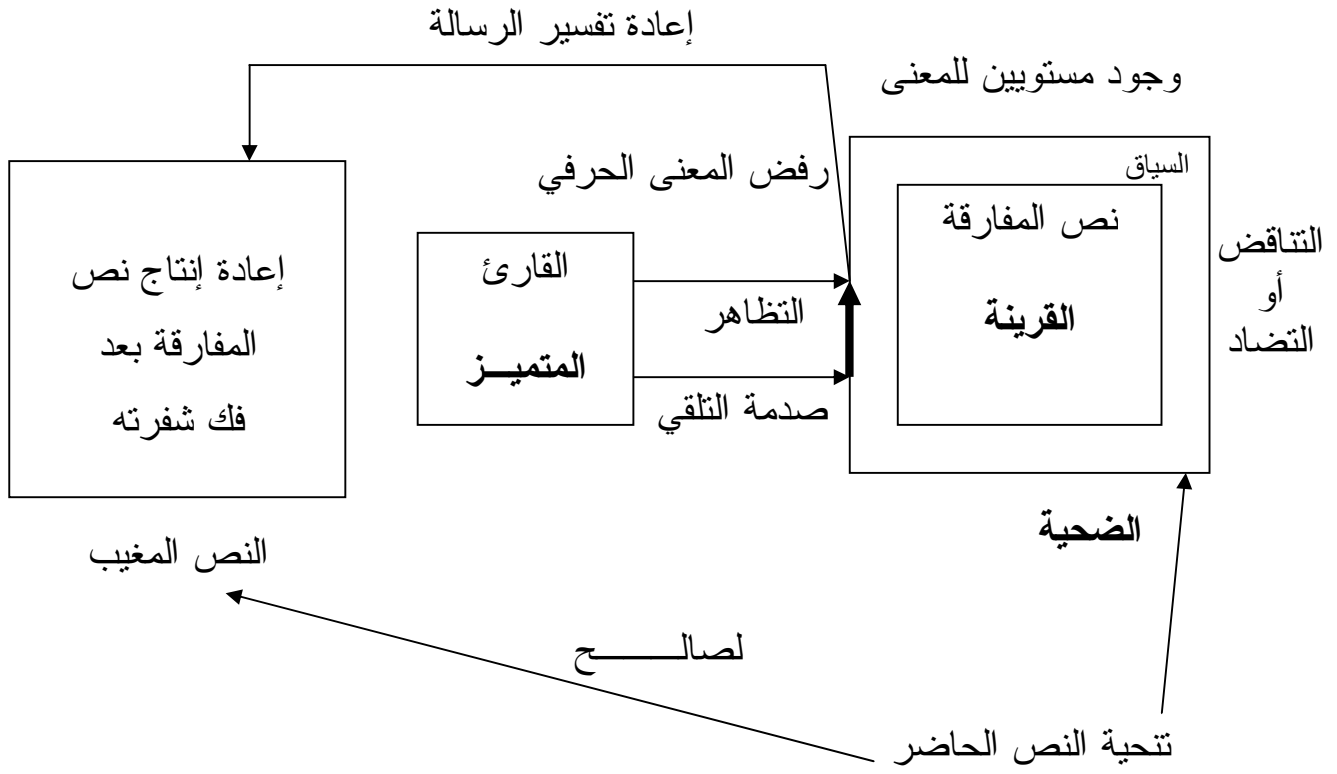 إعادة تفسير الرسالة
وجود مستويين للمعنى
السياق
رفض المعنى الحرفي
نص المفارقة
القرينة
التناقض
أو
التضاد
القارئ
المتميـــز
التظاهر
صدمة التلقي
إعادة إنتاج نص
المفارقة بعد
فك شفرته
الضحية
النص المغيب
لصالـــــــح
تنحية النص الحاضر